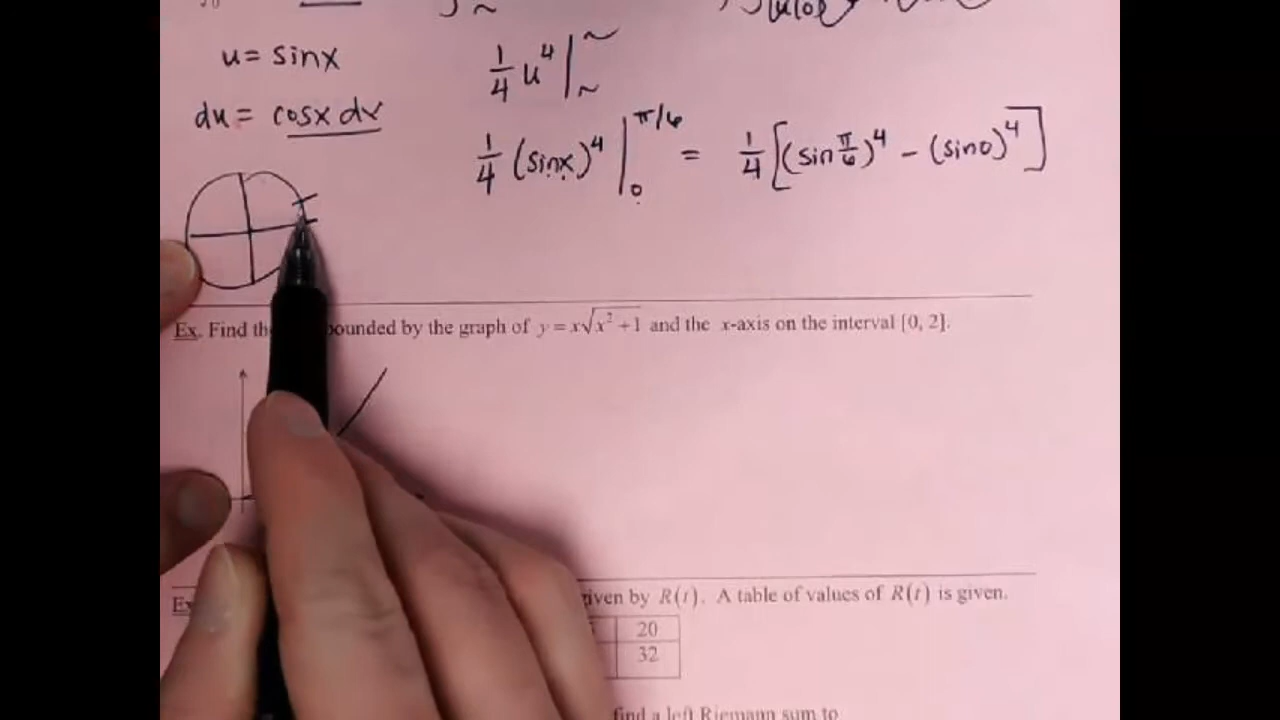 u = sinx
1/4 u^4 |~ ~
du = cosx dx
1/4 (sinx)^4 |0 π/6 = 1/4 [(sin π/6)^4 - (sin0)^4]
Ex. Find the bounded by the graph of y = x√(x² + 1) and the x-axis on the interval [0, 2].
given by R(t). A table of values of R(t) is given.
20
32
find a left Riemann sum to